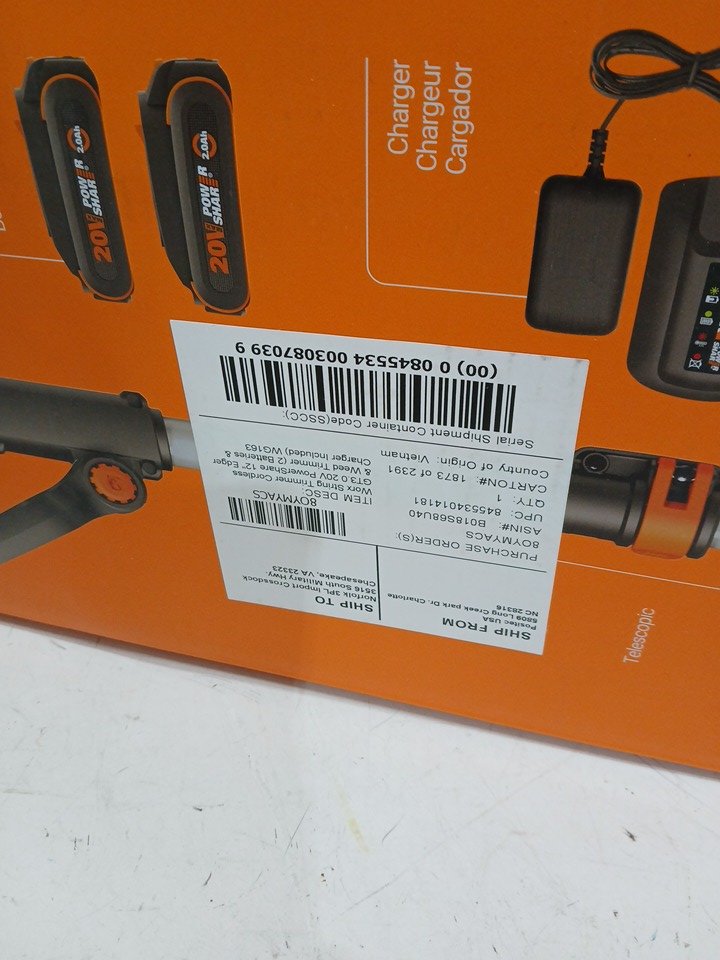 Charger
Chargeur
Cargador
20V POWER SHARE® 2.0Ah
20V POWER SHARE® 2.0Ah
Telescopic
SHIP FROM
Positec USA
5809 Long Creek park Dr. Charlotte
NC 28316
SHIP TO
Norfolk 3PL Import Crossdock
3516 South Military Hwy.
Chesapeake, VA 23323
PURCHASE ORDER(S):
8OYMYACS
ASIN#: B018S68U40
UPC: 845534014181
QTY: 1
CARTON#: 1873 of 2391
Country of Origin: Vietnam
8OYMYACS
ITEM DESC
Worx String Trimmer Cordless
GT3.0 20V PowerShare 12" Edger
& Weed Trimmer (2 Batteries &
Charger Included) WG163
Serial Shipment Container Code(SSCC):
(00) 0 0845534 003087039 9